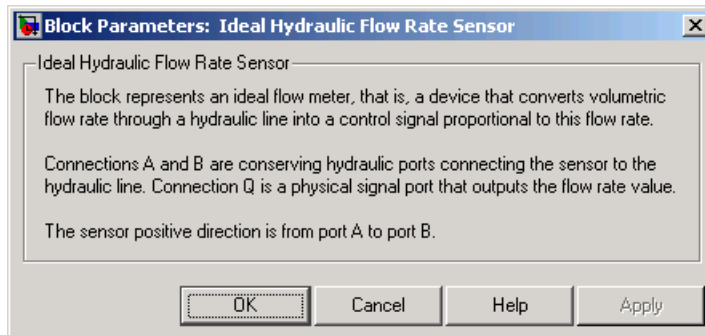 Block Parameters: Ideal Hydraulic Flow Rate Sensor
Ideal Hydraulic Flow Rate Sensor
The block represents an ideal flow meter, that is, a device that converts volumetric
flow rate through a hydraulic line into a control signal proportional to this flow rate.
Connections A and B are conserving hydraulic ports connecting the sensor to the
hydraulic line. Connection Q is a physical signal port that outputs the flow rate value.
The sensor positive direction is from port A to port B.
OK
Cancel
Help
Apply